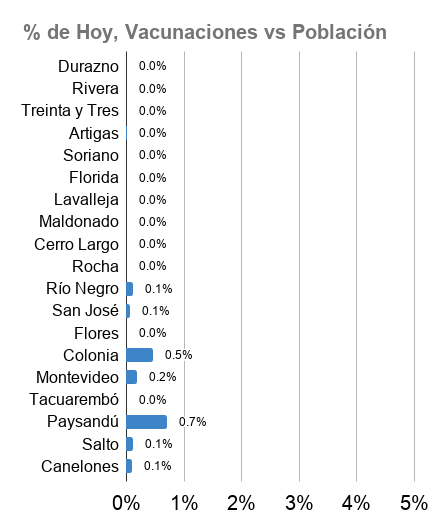 % de Hoy, Vacunaciones vs Población
Durazno 0.0%
Rivera 0.0%
Treinta y Tres 0.0%
Artigas 0.0%
Soriano 0.0%
Florida 0.0%
Lavalleja 0.0%
Maldonado 0.0%
Cerro Largo 0.0%
Rocha 0.0%
Río Negro 0.1%
San José 0.1%
Flores 0.0%
Colonia 0.5%
Montevideo 0.2%
Tacuarembó 0.0%
Paysandú 0.7%
Salto 0.1%
Canelones 0.1%
0% 1% 2% 3% 4% 5%